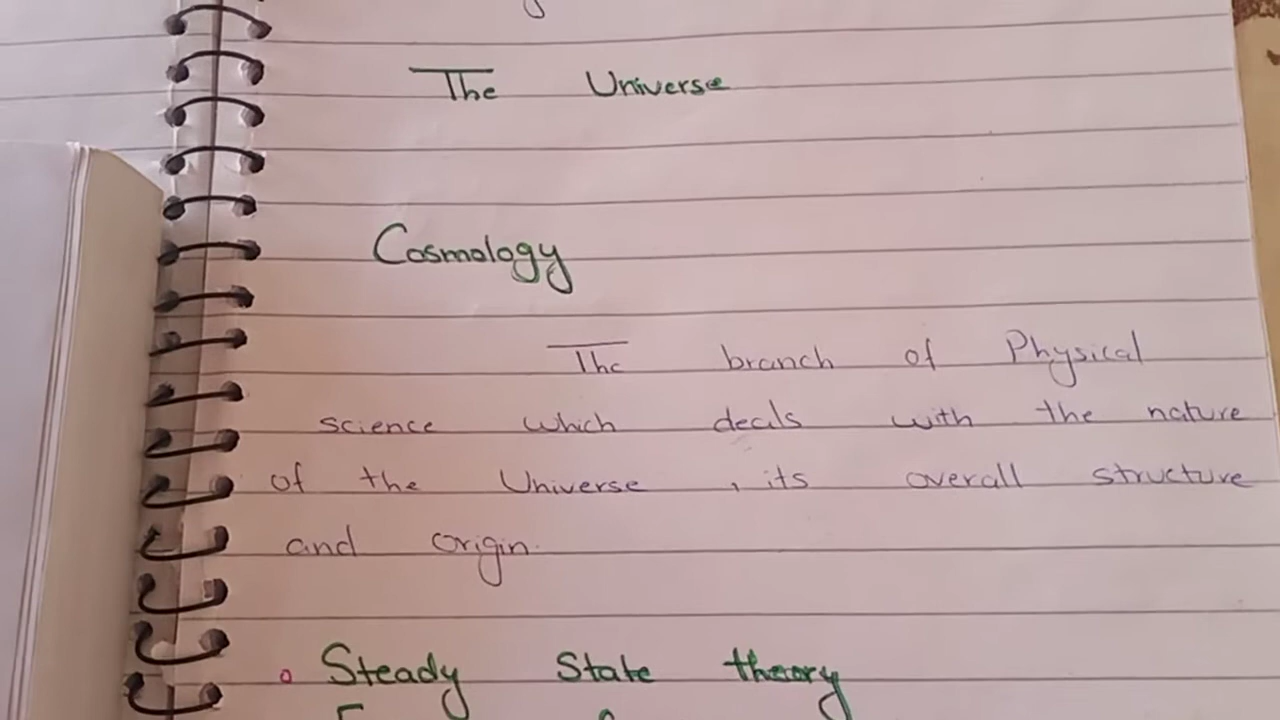 The Universe
Cosmology
The branch of Physical
science which deals with the nature
of the Universe , its overall structure
and origin.
Steady State theory